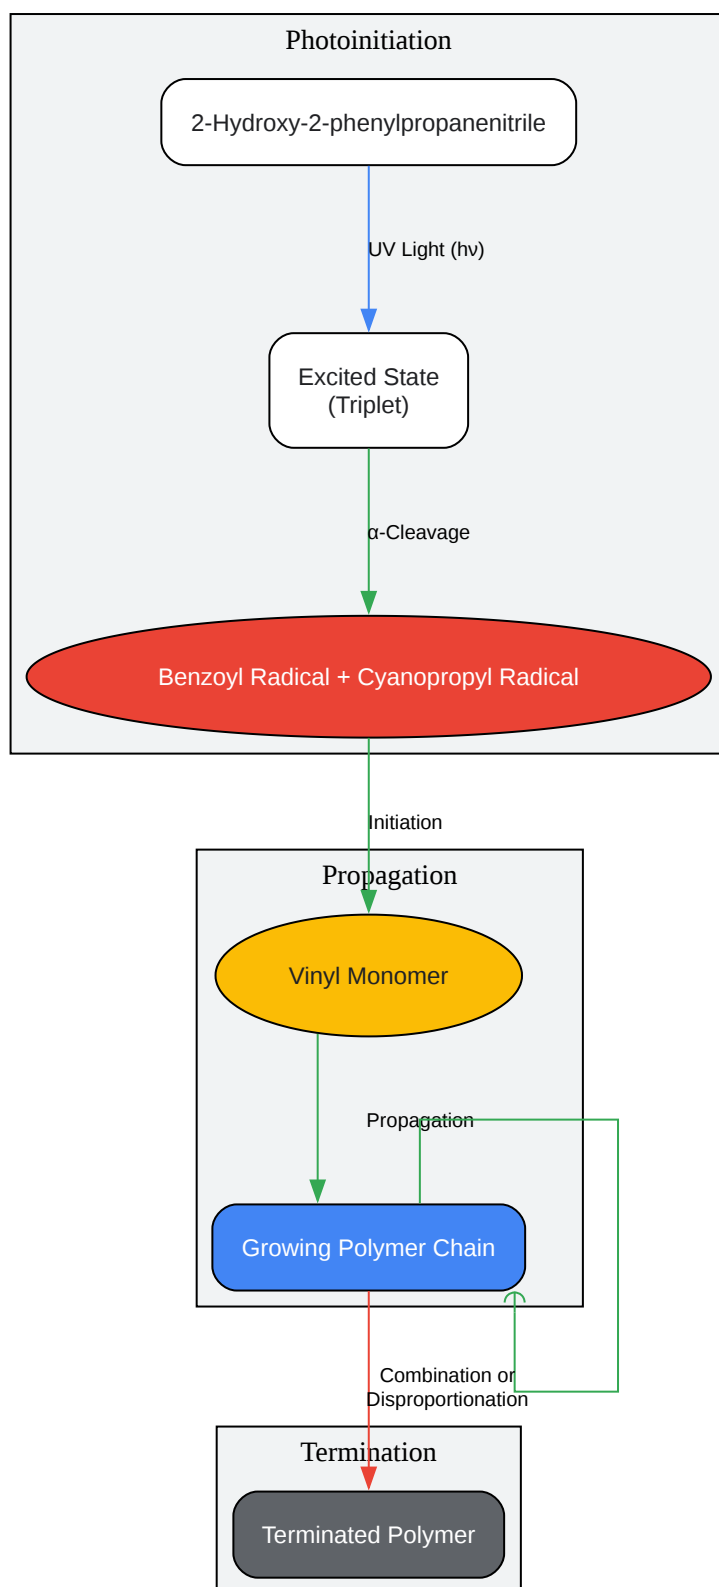 Photoinitiation
2-Hydroxy-2-phenylpropanenitrile
UV Light (hν)
Excited State
(Triplet)
α-Cleavage
Benzoyl Radical + Cyanopropyl Radical
Initiation
Propagation
Vinyl Monomer
Propagation
Growing Polymer Chain
Combination or
Disproportionation
Termination
Terminated Polymer